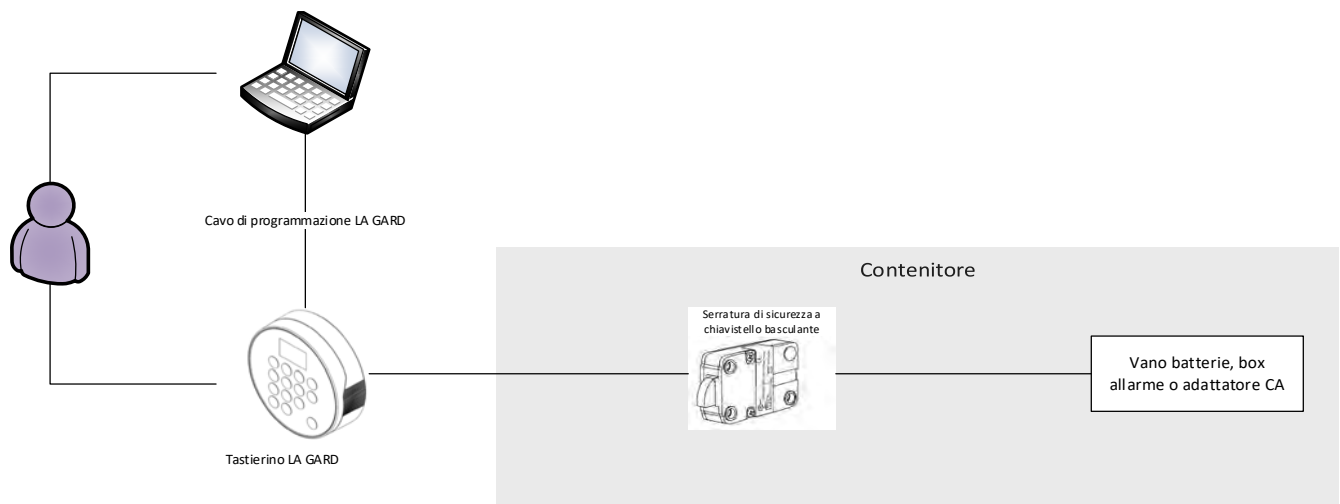 Cavo di programmazione LA GARD
Contenitore
Serratura di sicurezza a
chiavistello basculante
Vano batterie, box
allarme o adattatore CA
Tastierino LA GARD